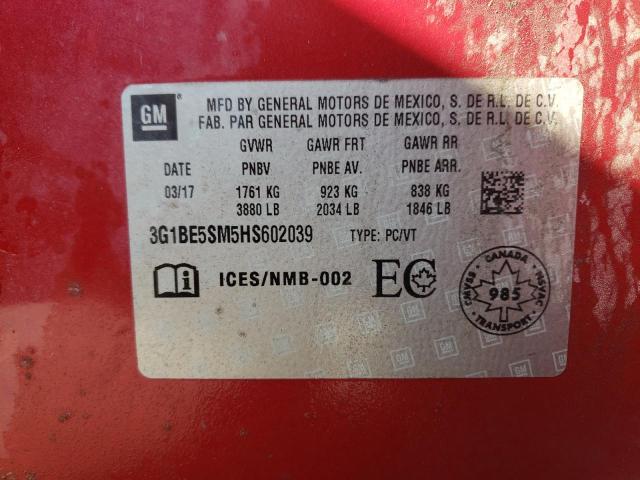 GM®
MFD BY GENERAL MOTORS DE MEXICO, S. DE R.L. DE C.V.
FAB. PAR GENERAL MOTORS DE MEXICO, S. DE R.L. DE C.V.
GVWR GAWR FRT GAWR RR
DATE PNBV PNBE AV. PNBE ARR.
03/17 1761 KG 923 KG 838 KG
3880 LB 2034 LB 1846 LB
3G1BE5SM5HS602039 TYPE: PC/VT
i ICES/NMB-002 EC
CANADA
CMVSS NSVAC
985
TRANSPORT